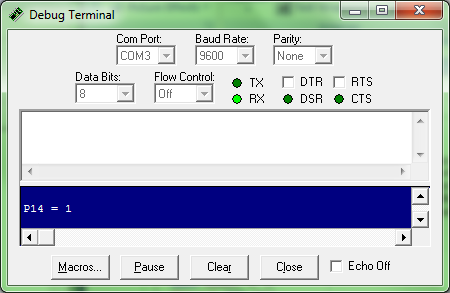 Debug Terminal
Com Port: Baud Rate: Parity:
COM3 9600 None
Data Bits: Flow Control: TX DTR RTS
8 Off RX DSR CTS
P14 = 1
Macros... Pause Clear Close Echo Off